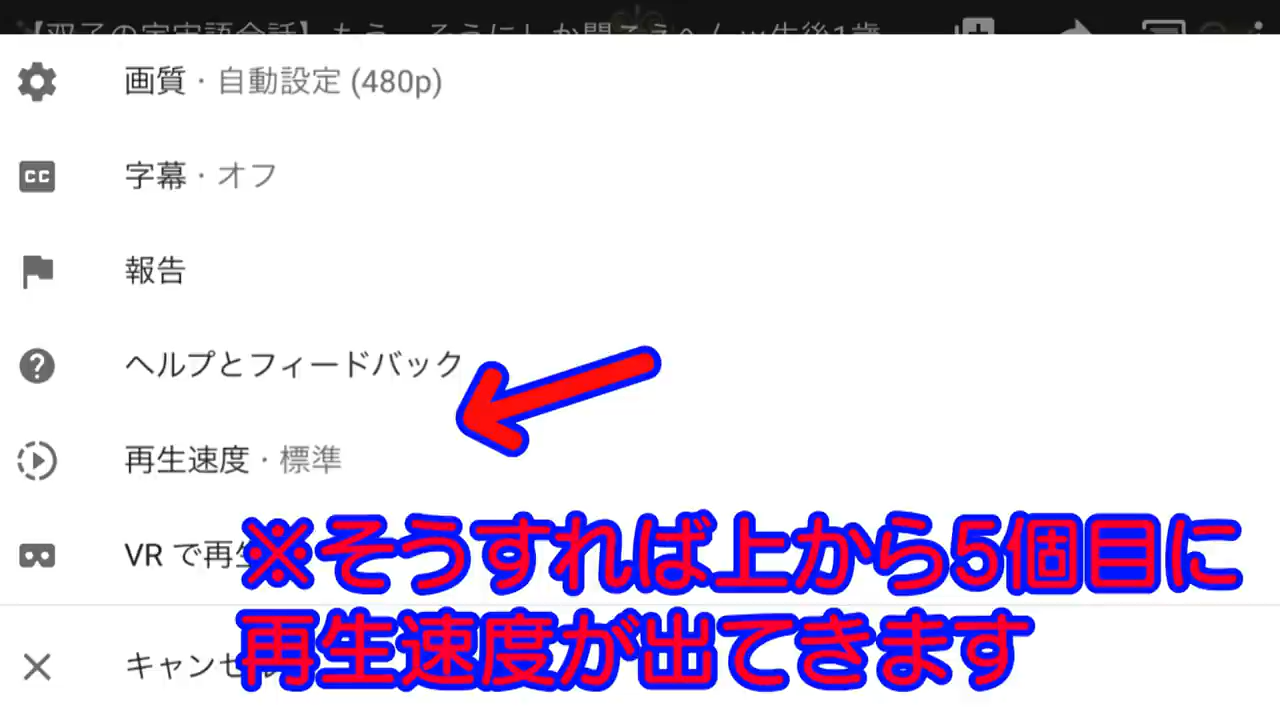 画質・自動設定 (480p)
字幕・オフ
報告
ヘルプとフィードバック
再生速度・標準
VR で再生
※そうすれば上から5個目に
キャンセ
再生速度が出てきます